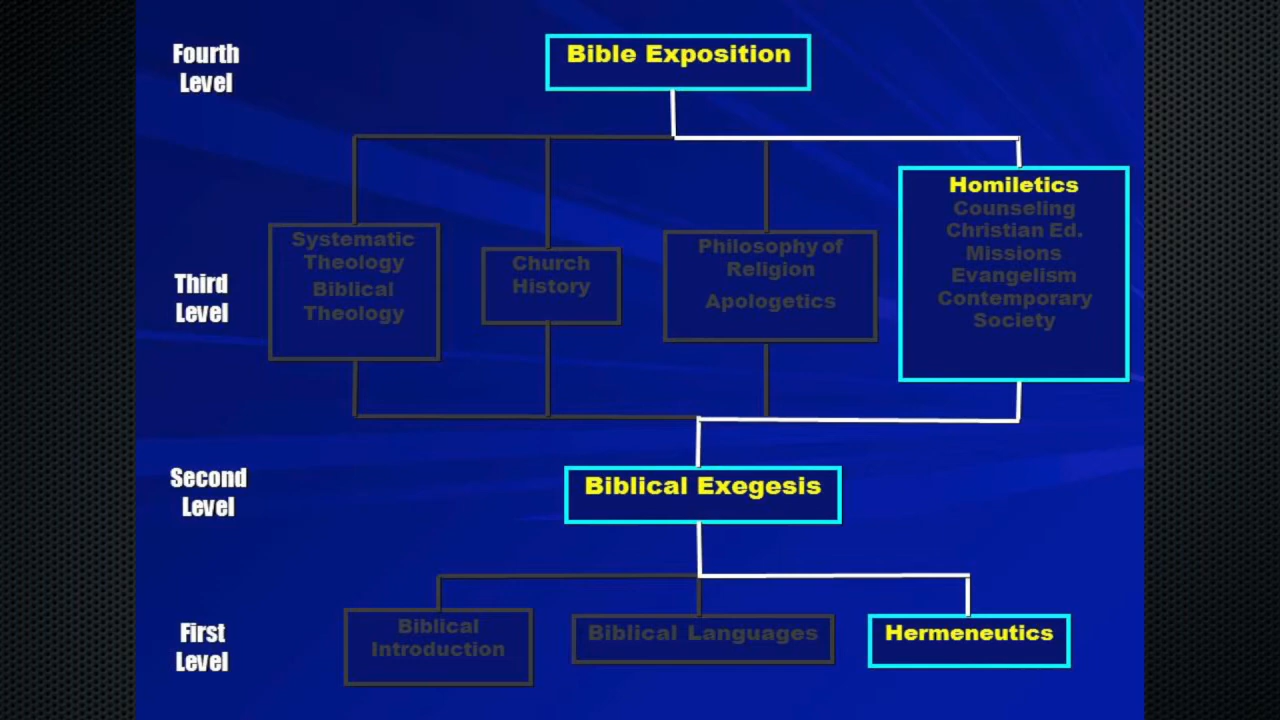 Fourth
Level
Bible Exposition
Third
Level
Systematic
Theology
Biblical
Theology
Church
History
Philosophy of
Religion
Apologetics
Homiletics
Counseling
Christian Ed.
Missions
Evangelism
Contemporary
Society
Second
Level
Biblical Exegesis
First
Level
Biblical
Introduction
Biblical Languages
Hermeneutics